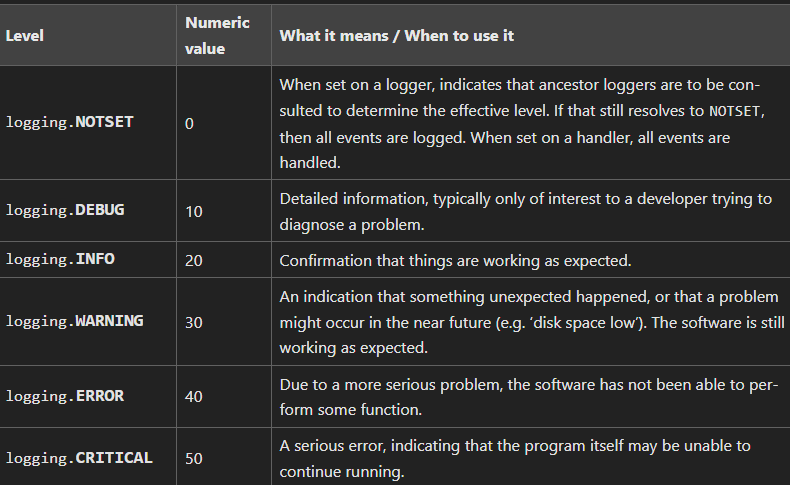 Level
Numeric
value
What it means / When to use it
logging.NOTSET
0
When set on a logger, indicates that ancestor loggers are to be con-
sulted to determine the effective level. If that still resolves to NOTSET,
then all events are logged. When set on a handler, all events are
handled.
logging.DEBUG
10
Detailed information, typically only of interest to a developer trying to
diagnose a problem.
logging.INFO
20
Confirmation that things are working as expected.
logging.WARNING
30
An indication that something unexpected happened, or that a problem
might occur in the near future (e.g. ‘disk space low’). The software is still
working as expected.
logging.ERROR
40
Due to a more serious problem, the software has not been able to per-
form some function.
logging.CRITICAL
50
A serious error, indicating that the program itself may be unable to
continue running.